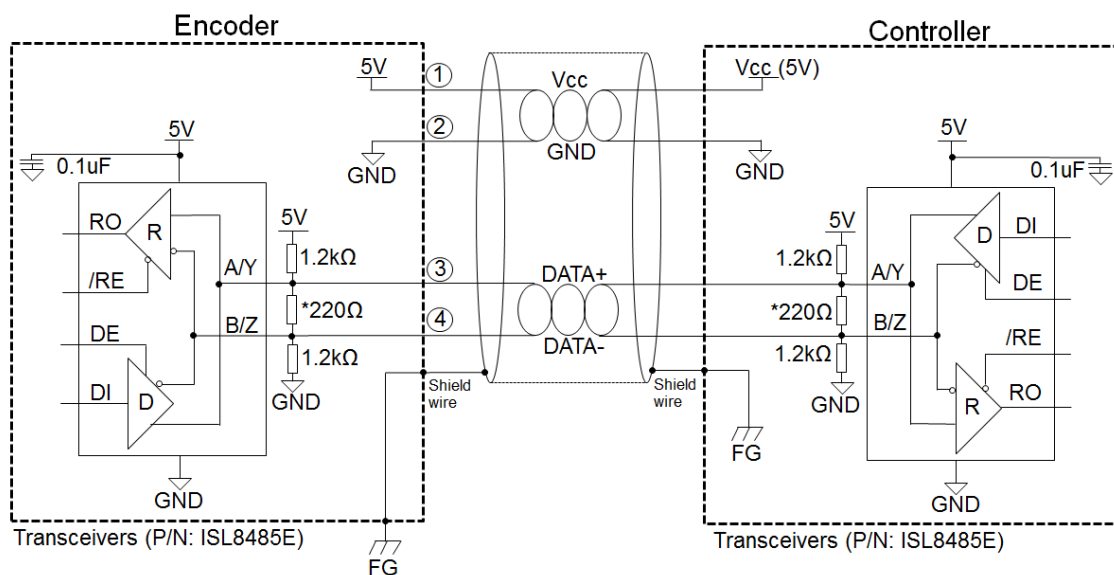 Encoder
Controller
5V
①
Vcc
Vcc (5V)
②
GND
GND
GND
5V
0.1uF
5V
0.1uF
RO
R
/RE
5V
1.2kΩ
A/Y
③
DATA+
*220Ω
B/Z
④
DATA-
1.2kΩ
GND
DE
DI
D
GND
Shield
wire
FG
Transceivers (P/N: ISL8485E)
5V
1.2kΩ
A/Y
*220Ω
B/Z
1.2kΩ
GND
D
DI
DE
/RE
R
RO
GND
Shield
wire
FG
Transceivers (P/N: ISL8485E)